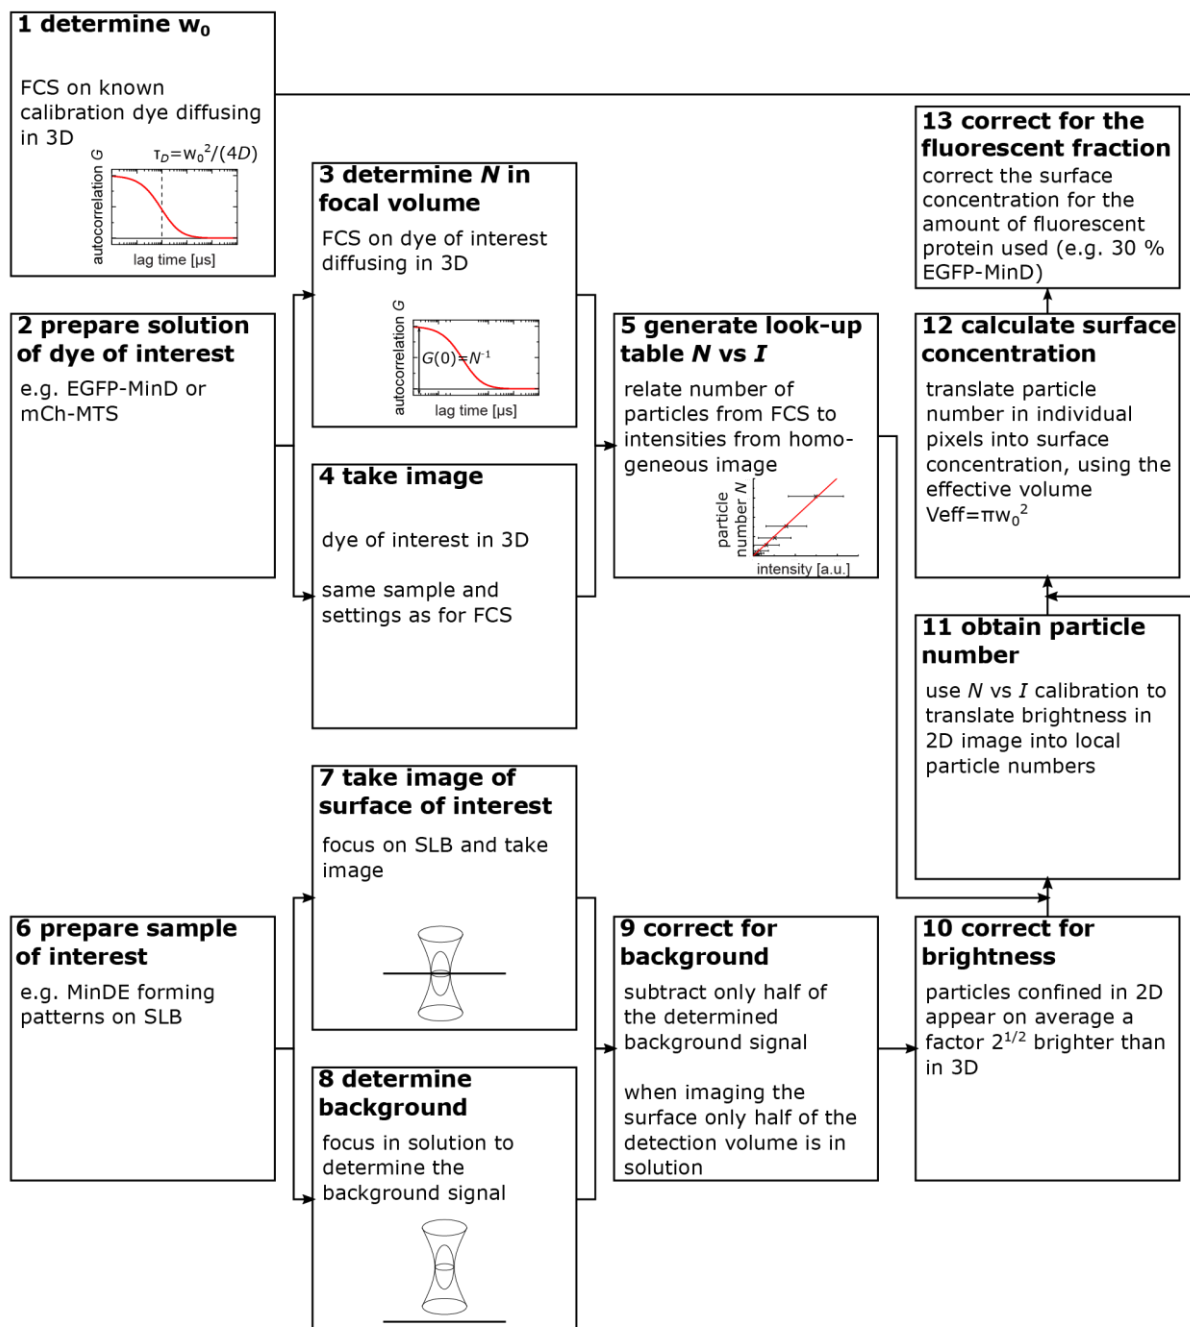 1 determine w₀
FCS on known
calibration dye diffusing
in 3D
τD=w₀²/(4D)
autocorrelation G
lag time [µs]
2 prepare solution
of dye of interest
e.g. EGFP-MinD or
mCh-MTS
3 determine N in
focal volume
FCS on dye of interest
diffusing in 3D
autocorrelation G
G(0)=N⁻¹
lag time [µs]
4 take image
dye of interest in 3D
same sample and
settings as for FCS
5 generate look-up
table N vs I
relate number of
particles from FCS to
intensities from homo-
geneous image
particle
number N
intensity [a.u.]
6 prepare sample
of interest
e.g. MinDE forming
patterns on SLB
7 take image of
surface of interest
focus on SLB and take
image
8 determine
background
focus in solution to
determine the
background signal
9 correct for
background
subtract only half of
the determined
background signal
when imaging the
surface only half of the
detection volume is in
solution
10 correct for
brightness
particles confined in 2D
appear on average a
factor 2^1/2 brighter than
in 3D
11 obtain particle
number
use N vs I calibration to
translate brightness in
2D image into local
particle numbers
12 calculate surface
concentration
translate particle
number in individual
pixels into surface
concentration, using the
effective volume
Veff=πw₀²
13 correct for the
fluorescent fraction
correct the surface
concentration for the
amount of fluorescent
protein used (e.g. 30 %
EGFP-MinD)